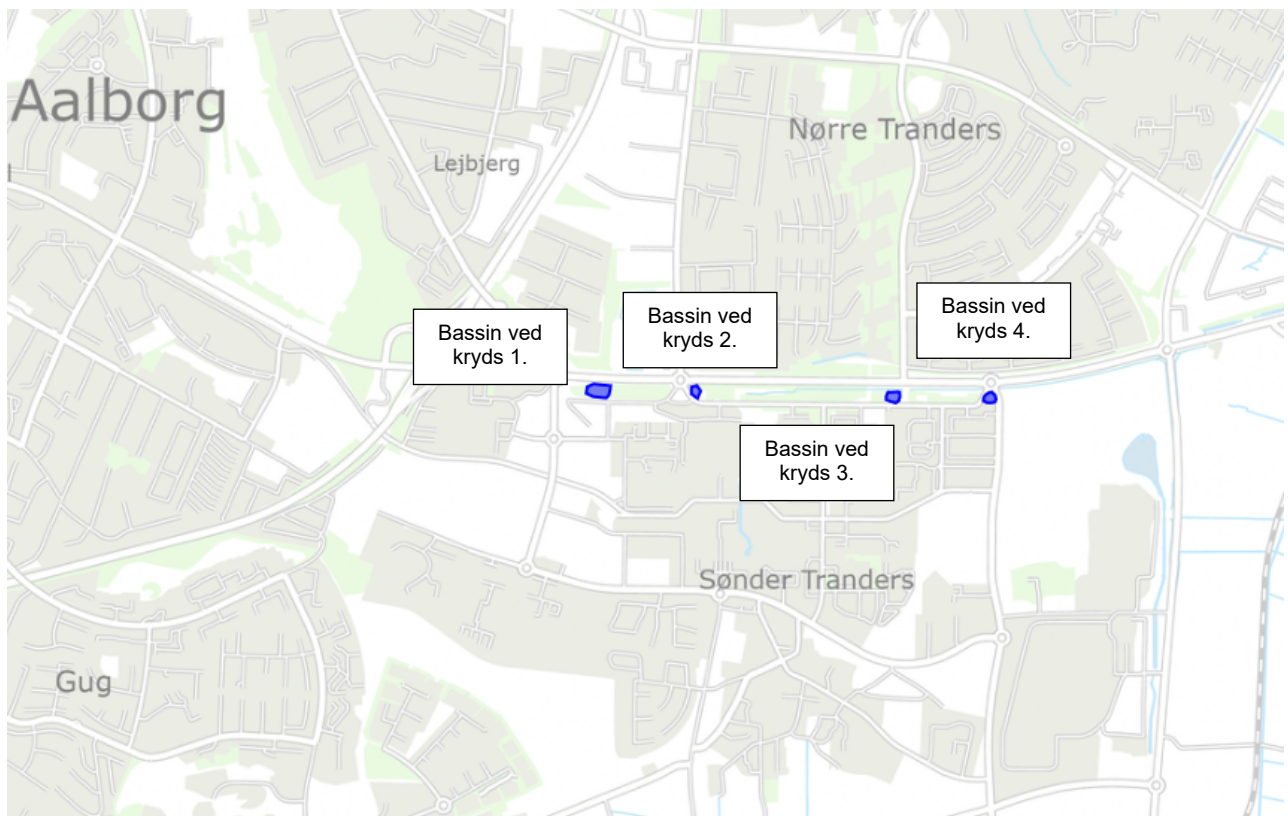 Aalborg
Nørre Tranders
Lejbjerg
Bassin ved
kryds 1.
Bassin ved
kryds 2.
Bassin ved
kryds 4.
Bassin ved
kryds 3.
Sønder Tranders
Gug